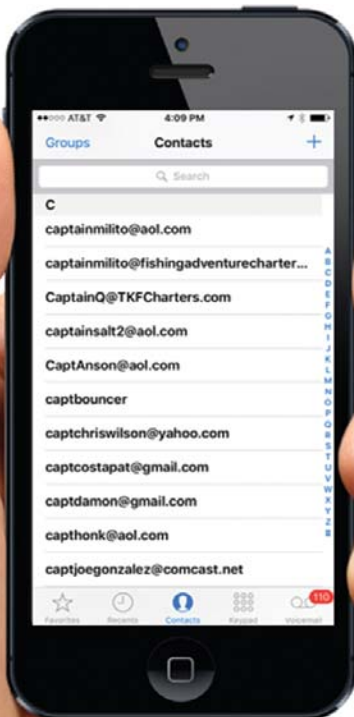 AT&T 4:09 PM
Groups Contacts +
Search
C
captainmilito@aol.com
captainmilito@fishingadventurecharter...
CaptainQ@TKFCharters.com
captainsalt2@aol.com
CaptAnson@aol.com
captbouncer
captchriswilson@yahoo.com
captcostapat@gmail.com
captdamon@gmail.com
capthonk@aol.com
captjoegonzalez@comcast.net
A
B
C
D
E
F
G
H
I
J
K
L
M
N
O
P
Q
R
S
T
U
V
W
X
Y
Z
#
110
Favorites Recents Contacts Keypad Voicemail